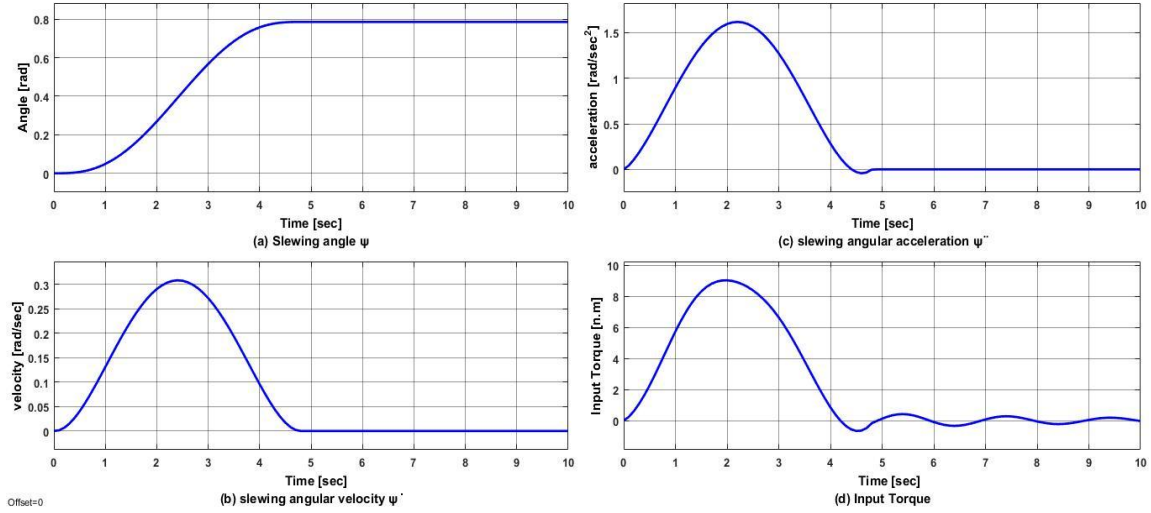 0.8
0.6
0.4
0.2
0
Angle [rad]
0 1 2 3 4 5 6 7 8 9 10
Time [sec]
(a) Slewing angle ψ
1.5
1
0.5
0
acceleration [rad/sec²]
0 1 2 3 4 5 6 7 8 9 10
Time [sec]
(c) slewing angular acceleration ψ¨
0.3
0.25
0.2
0.15
0.1
0.05
0
velocity [rad/sec]
0 1 2 3 4 5 6 7 8 9 10
Time [sec]
(b) slewing angular velocity ψ˙
10
8
6
4
2
0
Input Torque [n.m]
0 1 2 3 4 5 6 7 8 9 10
Time [sec]
(d) Input Torque
Offset=0